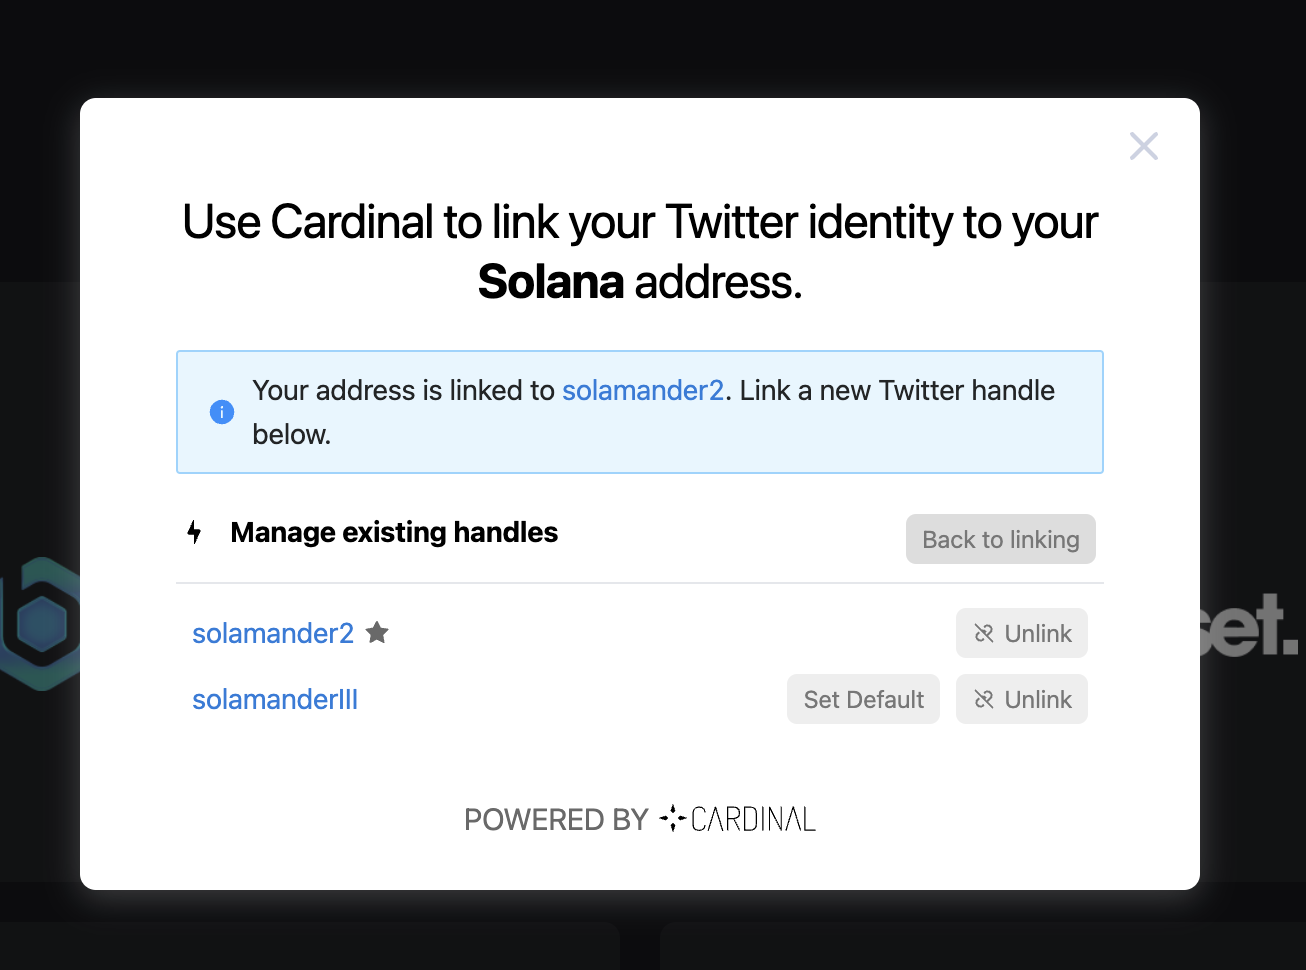 Use Cardinal to link your Twitter identity to your
Solana address.
Your address is linked to solamander2. Link a new Twitter handle
below.
Manage existing handles
Back to linking
solamander2
Unlink
set.
solamanderIII
Set Default
Unlink
POWERED BY CARDINAL